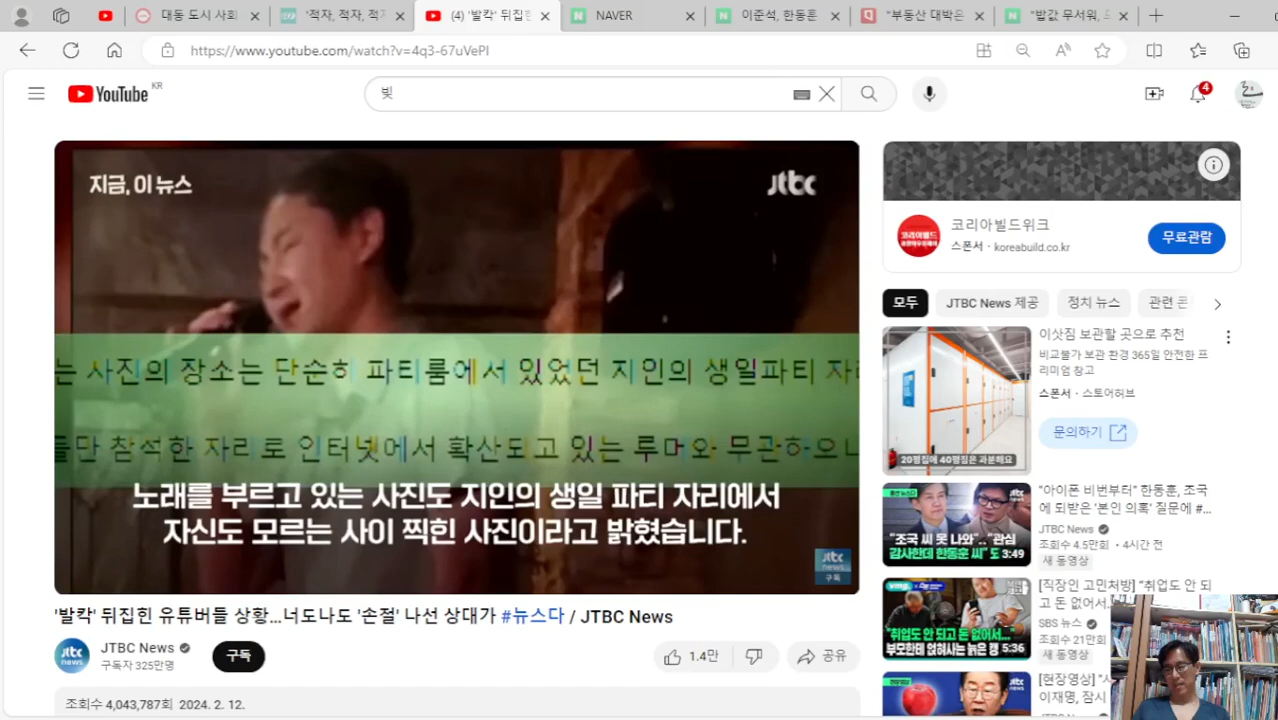 대동 도시 사회
'적자, 적자, 적
(4) '발칵' 뒤집힌
NAVER
이준석, 한동훈
"부동산 대박은
"밥값 무서워,
https://www.youtube.com/watch?v=4q3-67uVePI
YouTube KR
빚
4
지금, 이 뉴스
jtbc
는 사진의 장소는 단순히 파티룸에서 있었던 지인의 생일파티 자리
들만 참석한 자리로 인터넷에서 확산되고 있는 루머와 무관하오니
노래를 부르고 있는 사진도 지인의 생일 파티 자리에서
자신도 모르는 사이 찍힌 사진이라고 밝혔습니다.
jtbc
news
구독
'발칵' 뒤집힌 유튜버들 상황…너도나도 '손절' 나선 상대가 #뉴스다 / JTBC News
jtbc
news
JTBC News
구독자 325만명
구독
1.4만
공유
조회수 4,043,787회 2024. 2. 12.
코리아빌드
코리아빌드위크
스폰서 · koreabuild.co.kr
무료관람
모두
JTBC News 제공
정치 뉴스
관련 콘
20평집에 40평짐은 과분해요
이삿짐 보관할 곳으로 추천
비교불가 보관 환경 365일 안전한 프
리미엄 창고
스폰서 · 스토어허브
문의하기
jtbc
"조국 씨 못 나와"‥"관심
감사한데 한동훈 씨" 도
3:49
"아이폰 비번부터" 한동훈, 조국
에 되받은 '본인 의혹' 질문에 #...
JTBC News
조회수 4.5만회 · 4시간 전
새 동영상
"취업도 안 되고 돈 없어서…"
부모한테 얹혀사는 늙은 캥
5:36
[직장인 고민처방] "취업도 안 되
고 돈 없어서..
SBS 뉴스
조회수 21만회
새 동영상
jtbc
[현장영상] "사
이재명, 잠시